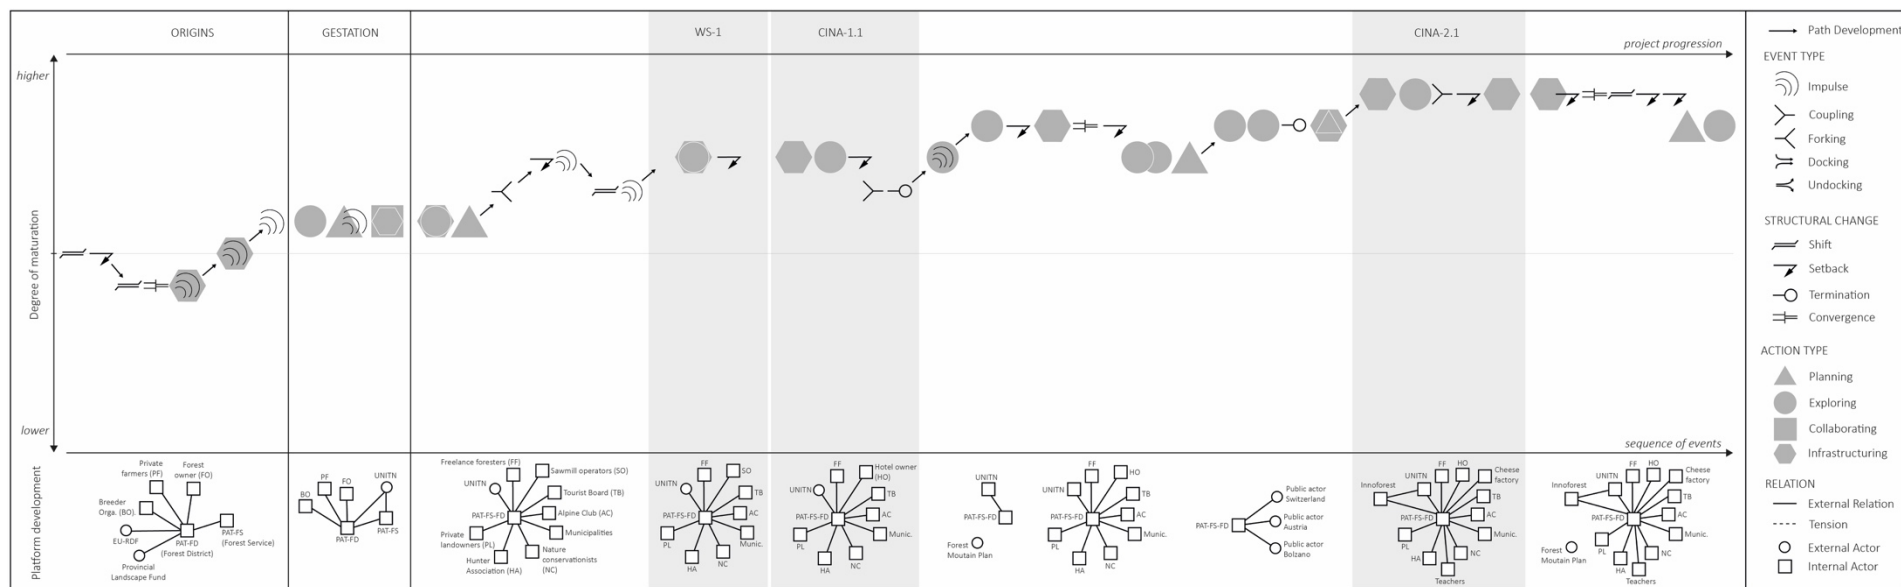 ORIGINS
GESTATION
WS-1
CINA-1.1
CINA-2.1
project progression
higher
Degree of maturation
lower
sequence of events
Platform development
Private
farmers (PF)
Forest
owner (FO)
Breeder
Orga. (BO).
EU-RDF
Provincial
Landscape Fund
PAT-FD
(Forest District)
PAT-FS
(Forest Service)
BO
PF
FO
UNITN
PAT-FD
PAT-FS
Freelance foresters (FF)
Sawmill operators (SO)
UNITN
Tourist Board (TB)
PAT-FS-FD
Alpine Club (AC)
Private
landowners (PL)
Municipalities
Hunter
Association (HA)
Nature
conservationists (NC)
FF
SO
UNITN
TB
PAT-FS-FD
AC
Munic.
PL
HA
NC
FF
Hotel owner
(HO)
UNITN
TB
PAT-FS-FD
AC
Munic.
PL
HA
NC
UNITN
PAT-FS-FD
Forest
Moutain Plan
FF
HO
UNITN
TB
PAT-FS-FD
AC
Munic.
PL
HA
NC
PAT-FS-FD
Public actor
Switzerland
Public actor
Austria
Public actor
Bolzano
FF
HO
Cheese
factory
UNITN
Innoforest
TB
PAT-FS-FD
AC
Munic.
PL
HA
NC
Teachers
FF
HO
Cheese
factory
UNITN
Innoforest
TB
PAT-FS-FD
AC
Munic.
Forest
Moutain Plan
PL
HA
NC
Teachers
Path Development
EVENT TYPE
Impulse
Coupling
Forking
Docking
Undocking
STRUCTURAL CHANGE
Shift
Setback
Termination
Convergence
ACTION TYPE
Planning
Exploring
Collaborating
Infrastructuring
RELATION
External Relation
Tension
External Actor
Internal Actor